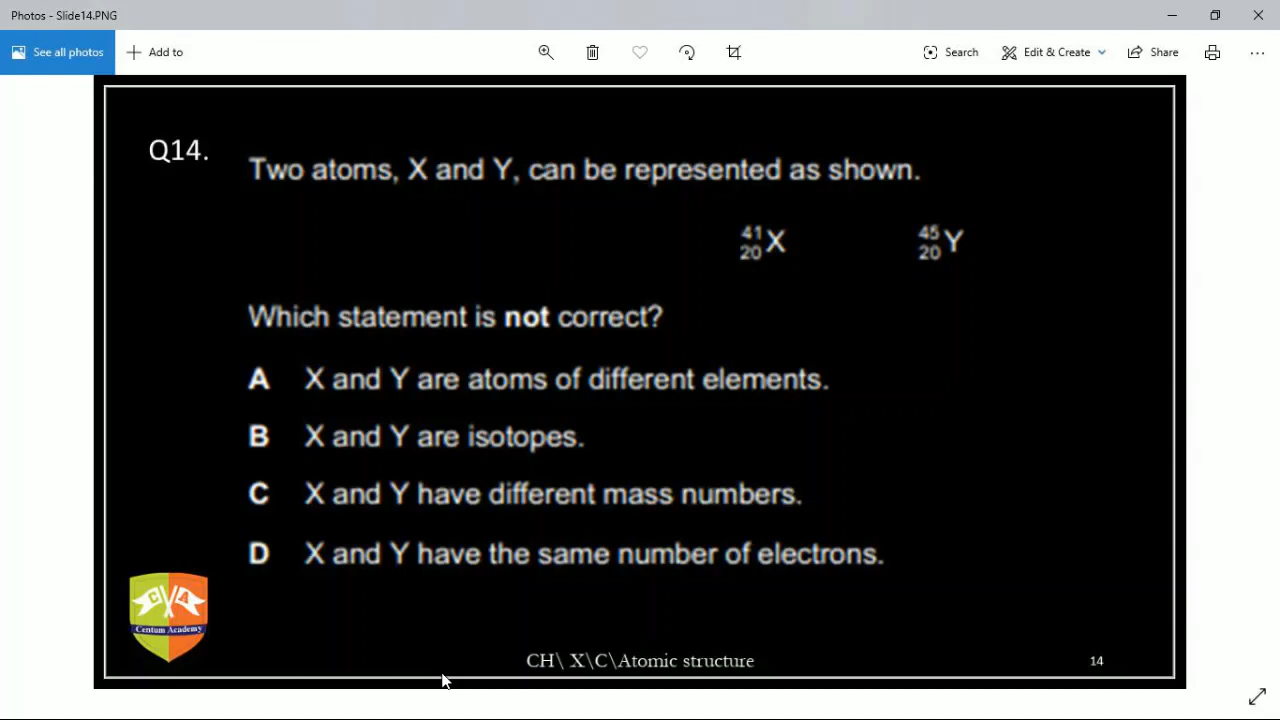 Photos - Slide14.PNG
See all photos
Add to
Search
Edit & Create
Share
Q14.
Two atoms, X and Y, can be represented as shown.
41
20 X
45
20 Y
Which statement is not correct?
A X and Y are atoms of different elements.
B X and Y are isotopes.
C X and Y have different mass numbers.
D X and Y have the same number of electrons.
C A
Centum Academy
CH\ X\C\Atomic structure
14